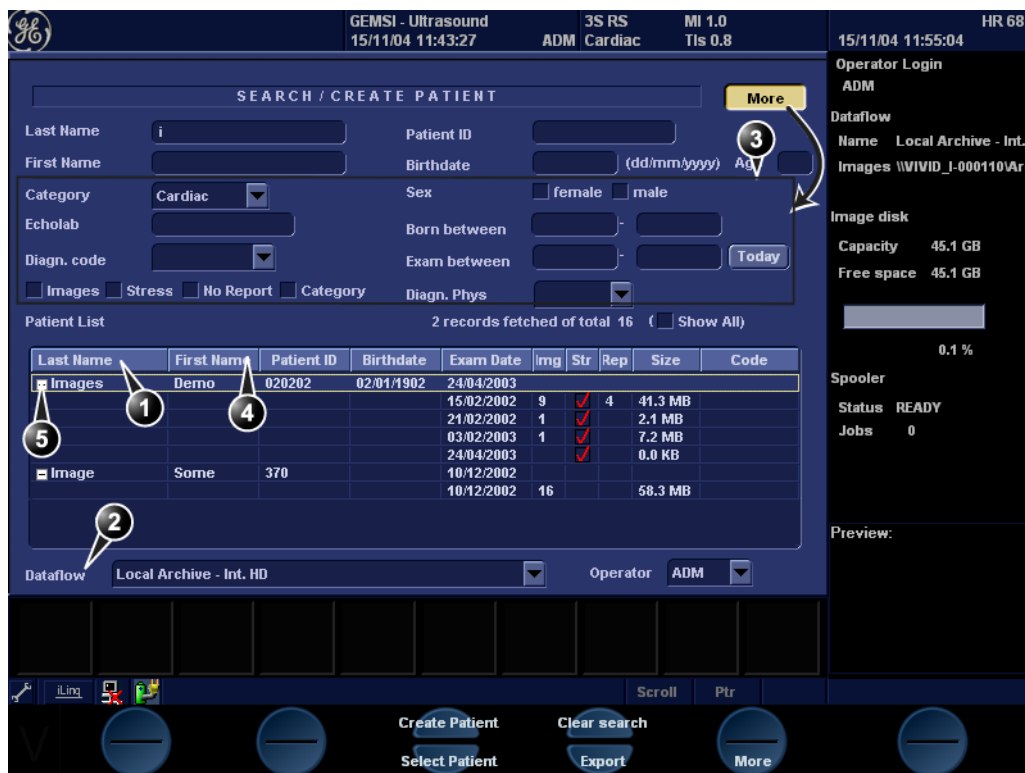 GEMSI - Ultrasound 3S RS MI 1.0 HR 68
15/11/04 11:43:27 ADM Cardiac TIs 0.8 15/11/04 11:55:04
Operator Login
ADM
Dataflow
Name Local Archive - Int.
Images \\VIVID_I-000110\Ar
Image disk
Capacity 45.1 GB
Free space 45.1 GB
0.1 %
Spooler
Status READY
Jobs 0
Preview:
SEARCH / CREATE PATIENT More
Last Name i Patient ID
3
First Name Birthdate (dd/mm/yyyy) Ag
Category Cardiac Sex female male
Echolab Born between -
Diagn. code Exam between - Today
Images Stress No Report Category Diagn. Phys
Patient List 2 records fetched of total 16 ( Show All)
Last Name First Name Patient ID Birthdate Exam Date Img Str Rep Size Code
Images Demo 020202 02/01/1902 24/04/2003
15/02/2002 9 4 41.3 MB
1 4
21/02/2002 1 2.1 MB
5
03/02/2003 1 7.2 MB
24/04/2003 0.0 KB
Image Some 370 10/12/2002
10/12/2002 16 58.3 MB
2
Dataflow Local Archive - Int. HD Operator ADM
iLinq Scroll Ptr
Create Patient Clear search
Select Patient Export More